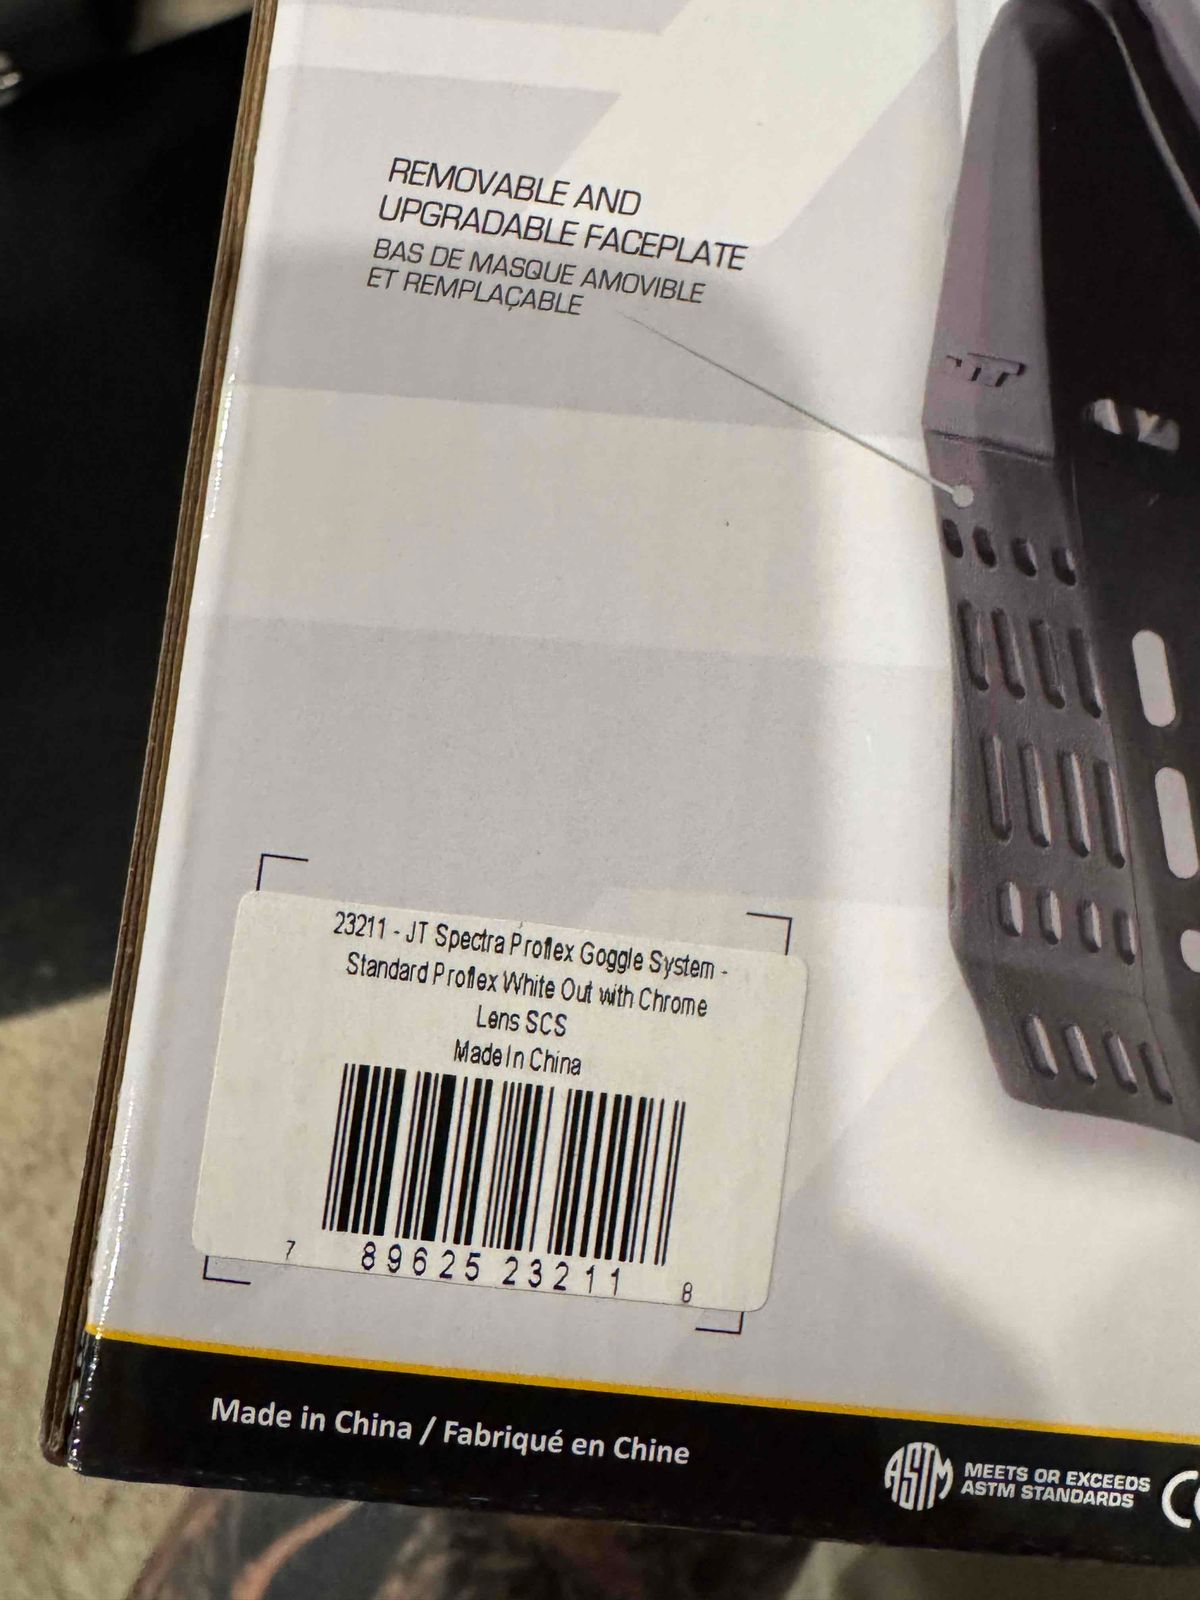 REMOVABLE AND
UPGRADABLE FACEPLATE
BAS DE MASQUE AMOVIBLE
ET REMPLAÇABLE
JT
23211 - JT Spectra Proflex Goggle System -
Standard Proflex White Out with Chrome
Lens SCS
Made In China
7 89625 23211 8
Made in China / Fabriqué en Chine
ASTM
MEETS OR EXCEEDS
ASTM STANDARDS